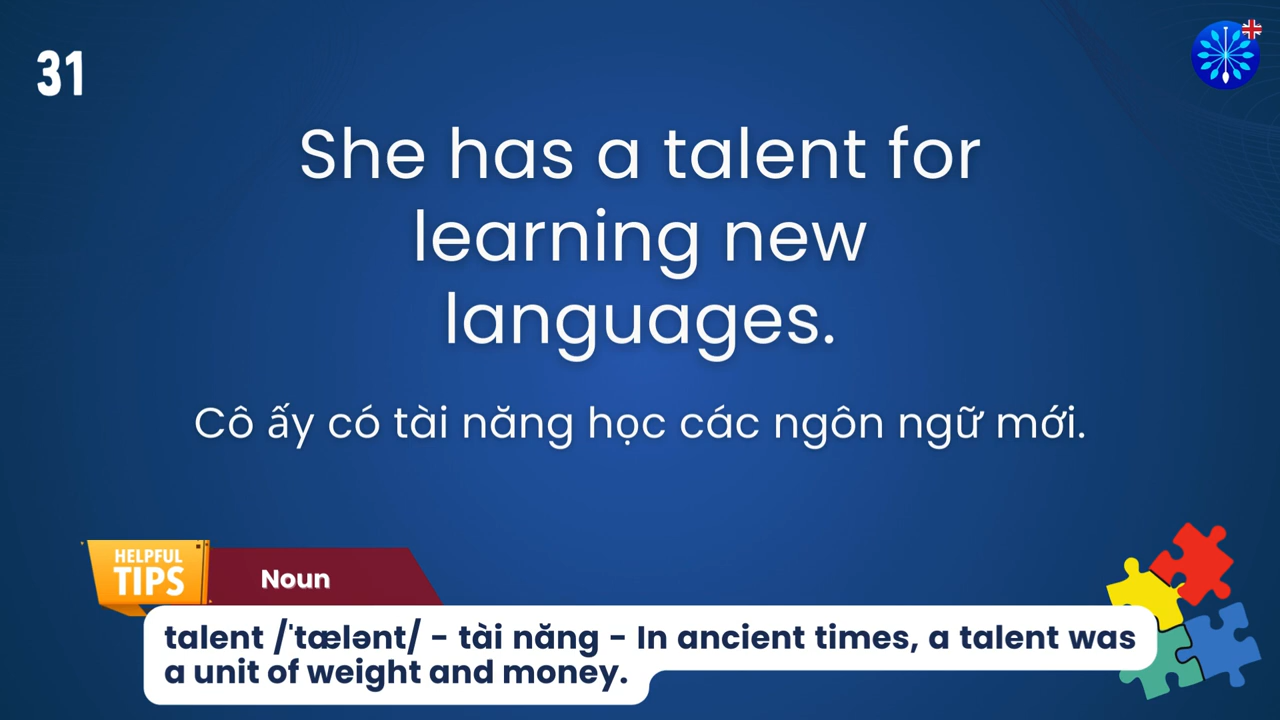 31
She has a talent for
learning new
languages.
Cô ấy có tài năng học các ngôn ngữ mới.
HELPFUL
TIPS
Noun
talent /ˈtælənt/ - tài năng - In ancient times, a talent was
a unit of weight and money.